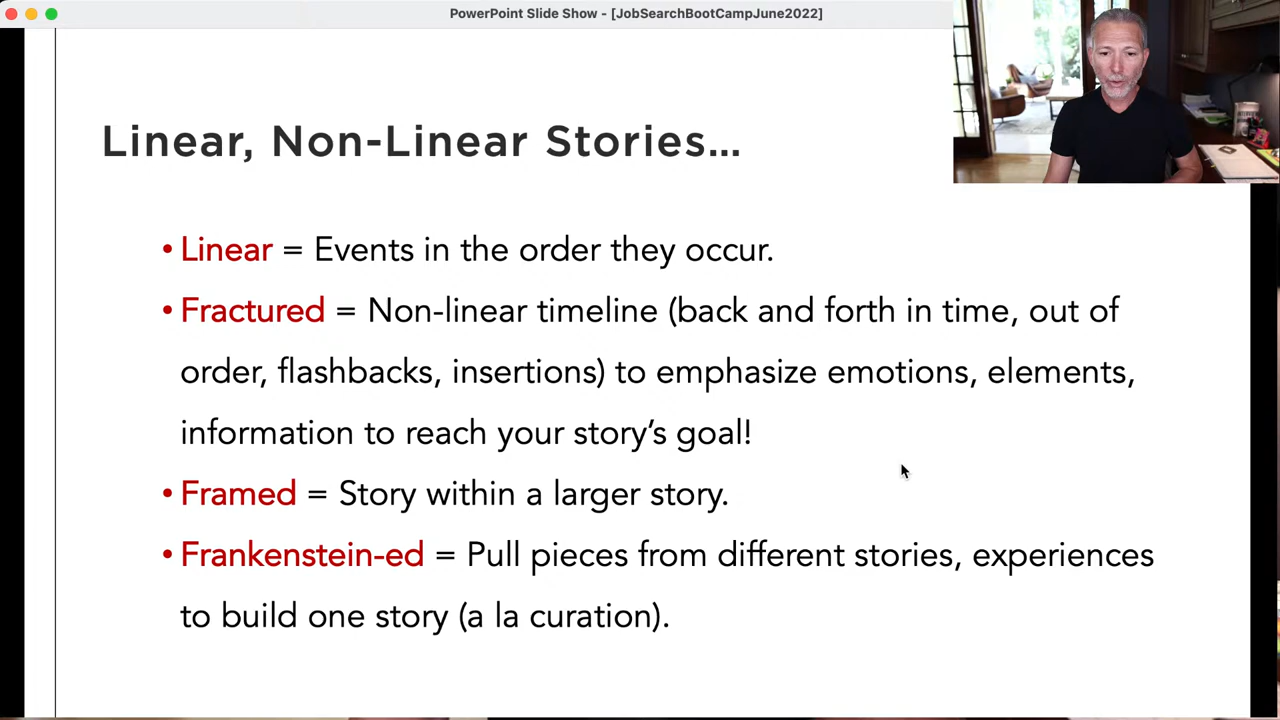 PowerPoint Slide Show - [JobSearchBootCampJune2022]
Linear, Non-Linear Stories…
• Linear = Events in the order they occur.
• Fractured = Non-linear timeline (back and forth in time, out of
order, flashbacks, insertions) to emphasize emotions, elements,
information to reach your story’s goal!
• Framed = Story within a larger story.
• Frankenstein-ed = Pull pieces from different stories, experiences
to build one story (a la curation).